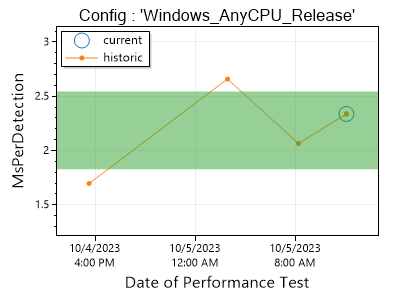 Config : 'Windows_AnyCPU_Release'
current
historic
3
2.5
2
1.5
MsPerDetection
10/4/2023
4:00 PM
10/5/2023
12:00 AM
10/5/2023
8:00 AM
Date of Performance Test